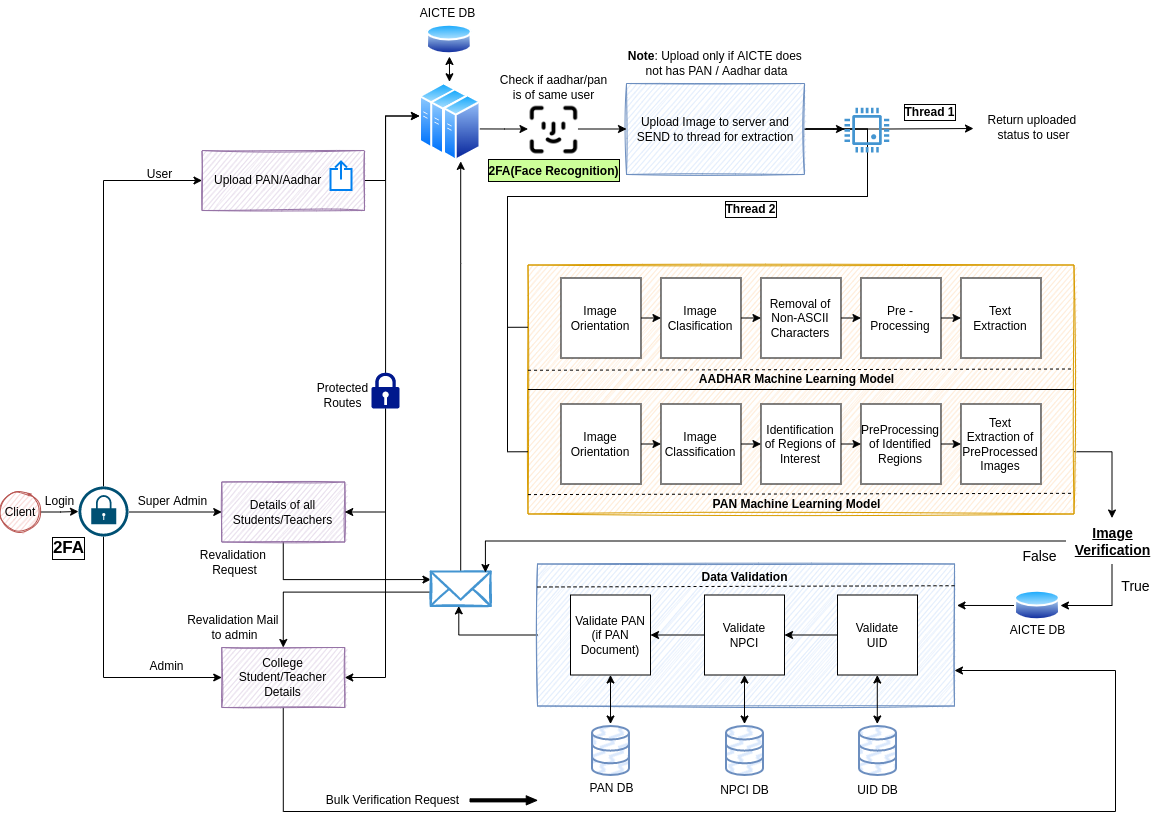 AICTE DB
Note: Upload only if AICTE does
not has PAN / Aadhar data
Check if aadhar/pan
is of same user
Upload Image to server and
SEND to thread for extraction
Thread 1
Return uploaded
status to user
2FA(Face Recognition)
User
Upload PAN/Aadhar
Thread 2
Image
Orientation
Image
Clasification
Removal of
Non-ASCII
Characters
Pre -
Processing
Text
Extraction
AADHAR Machine Learning Model
Protected
Routes
Image
Orientation
Image
Classification
Identification
of Regions of
Interest
PreProcessing
of Identified
Regions
Text
Extraction of
PreProcessed
Images
PAN Machine Learning Model
Client
Login
2FA
Super Admin
Details of all
Students/Teachers
Revalidation
Request
Image
Verification
False
True
AICTE DB
Data Validation
Validate PAN
(if PAN
Document)
Validate
NPCI
Validate
UID
Revalidation Mail
to admin
Admin
College
Student/Teacher
Details
PAN DB
NPCI DB
UID DB
Bulk Verification Request